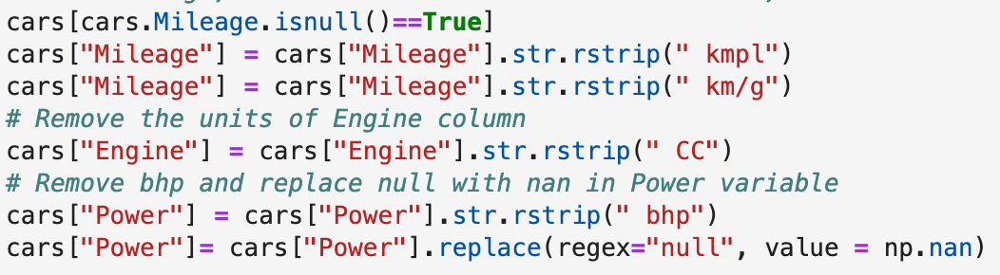 cars[cars.Mileage.isnull()==True]
cars["Mileage"] = cars["Mileage"].str.rstrip(" kmpl")
cars["Mileage"] = cars["Mileage"].str.rstrip(" km/g")
# Remove the units of Engine column
cars["Engine"] = cars["Engine"].str.rstrip(" CC")
# Remove bhp and replace null with nan in Power variable
cars["Power"] = cars["Power"].str.rstrip(" bhp")
cars["Power"]= cars["Power"].replace(regex="null", value = np.nan)